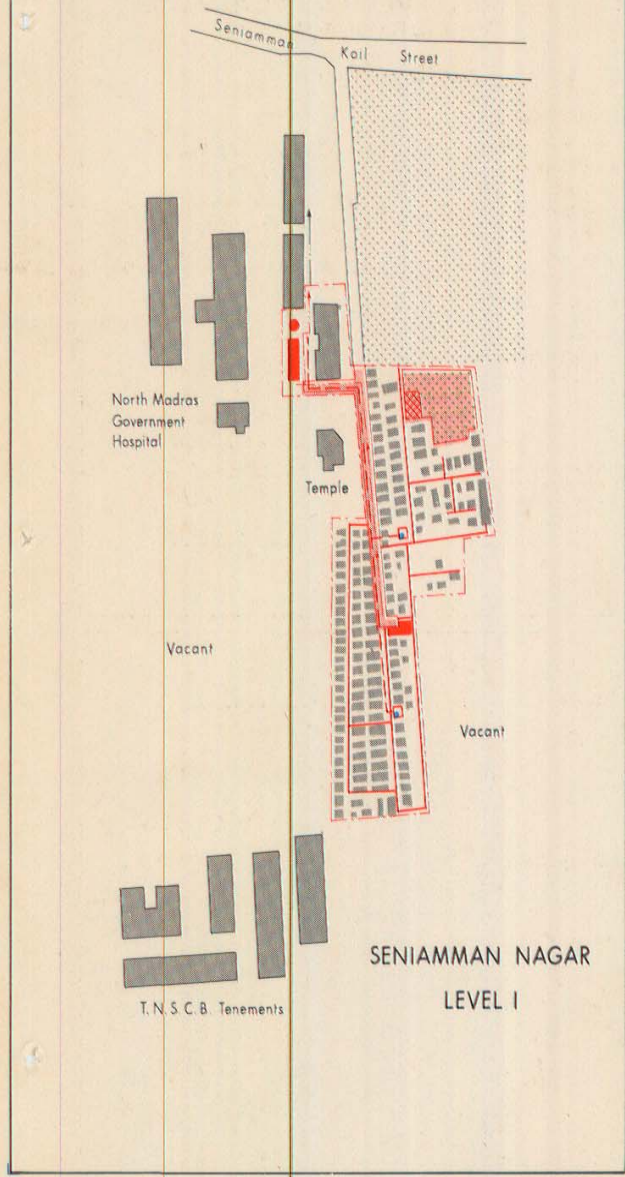 Seniamman Koil Street
North Madras
Government
Hospital
Temple
Vacant
Vacant
T. N. S. C. B. Tenements
SENIAMMAN NAGAR
LEVEL I